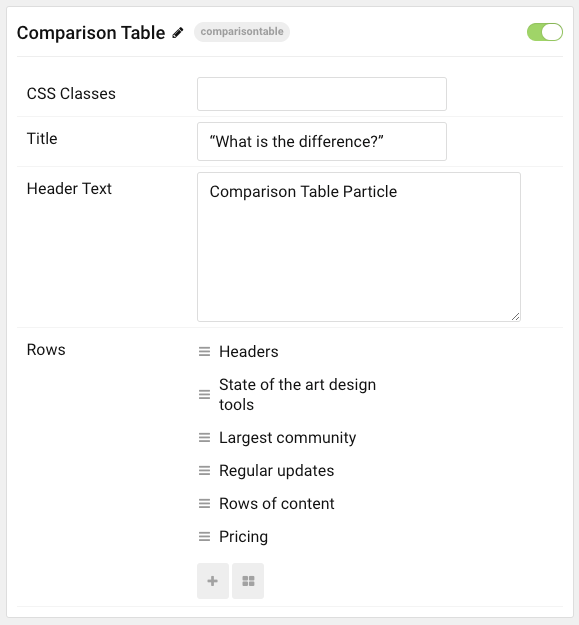 Comparison Table comparisontable
CSS Classes
Title “What is the difference?”
Header Text Comparison Table Particle
Rows Headers
State of the art design
tools
Largest community
Regular updates
Rows of content
Pricing